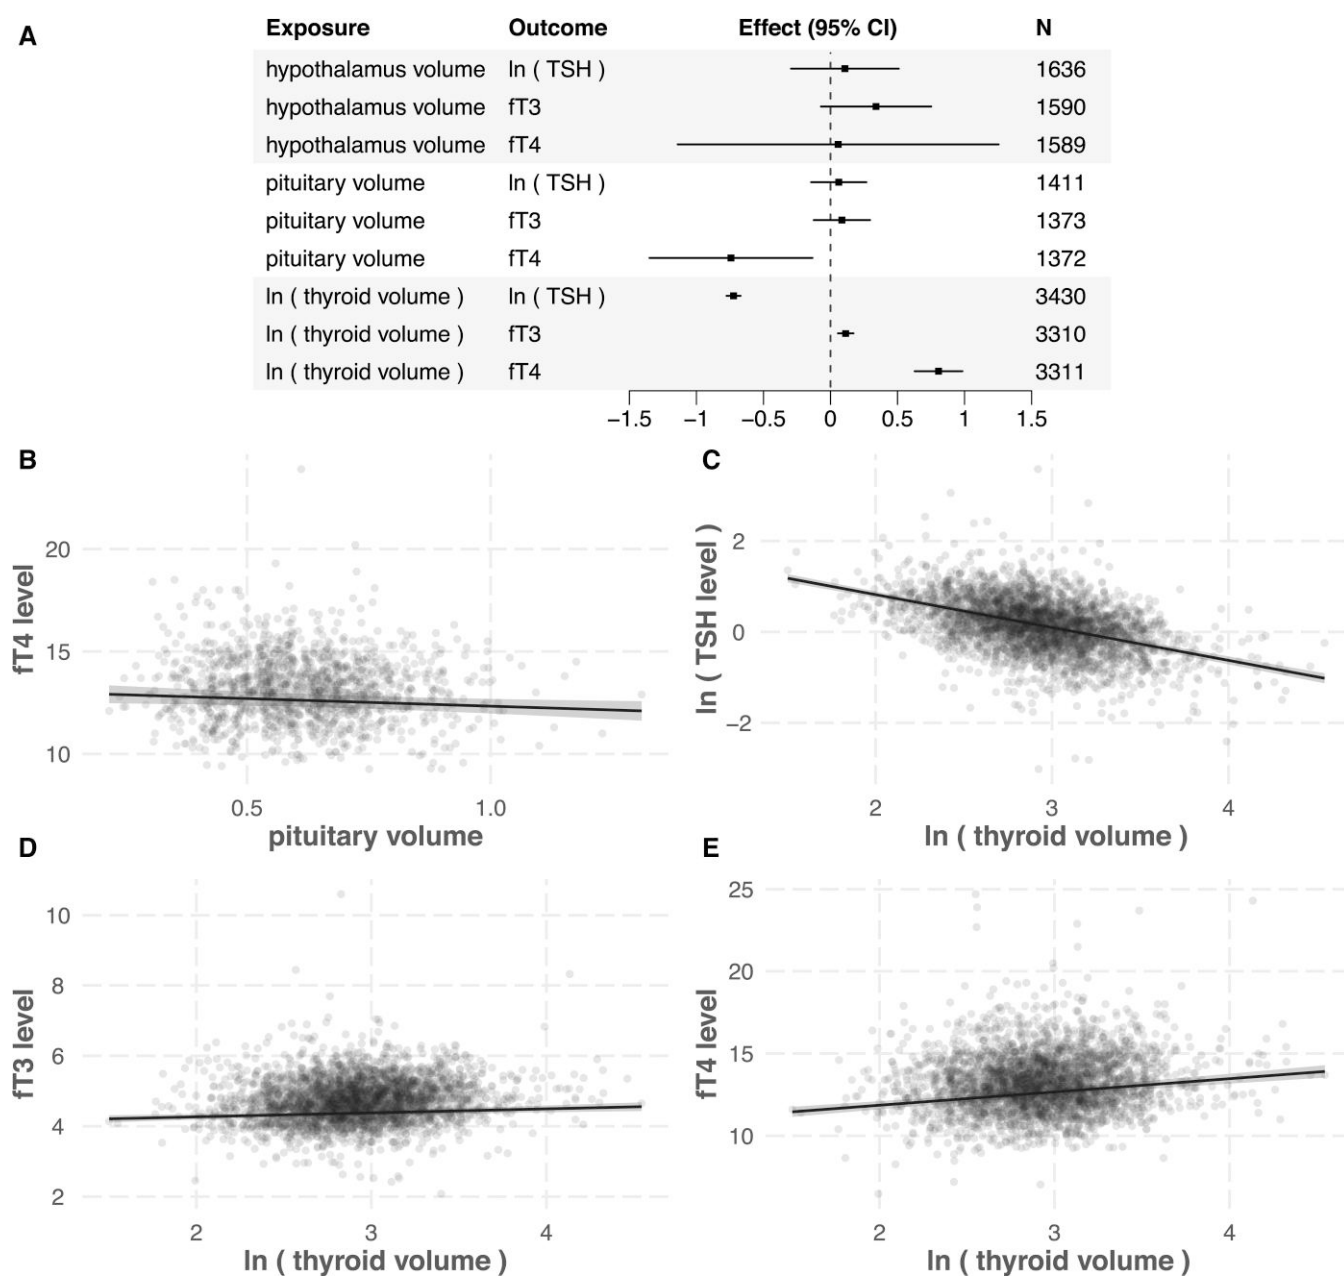 A
Exposure Outcome Effect (95% CI) N
hypothalamus volume ln ( TSH ) 1636
hypothalamus volume fT3 1590
hypothalamus volume fT4 1589
pituitary volume ln ( TSH ) 1411
pituitary volume fT3 1373
pituitary volume fT4 1372
ln ( thyroid volume ) ln ( TSH ) 3430
ln ( thyroid volume ) fT3 3310
ln ( thyroid volume ) fT4 3311
−1.5 −1 −0.5 0 0.5 1 1.5
B
fT4 level
20
15
10
0.5 1.0
pituitary volume
C
ln ( TSH level )
2
0
−2
2 3 4
ln ( thyroid volume )
D
fT3 level
10
8
6
4
2
2 3 4
ln ( thyroid volume )
E
fT4 level
25
20
15
10
2 3 4
ln ( thyroid volume )